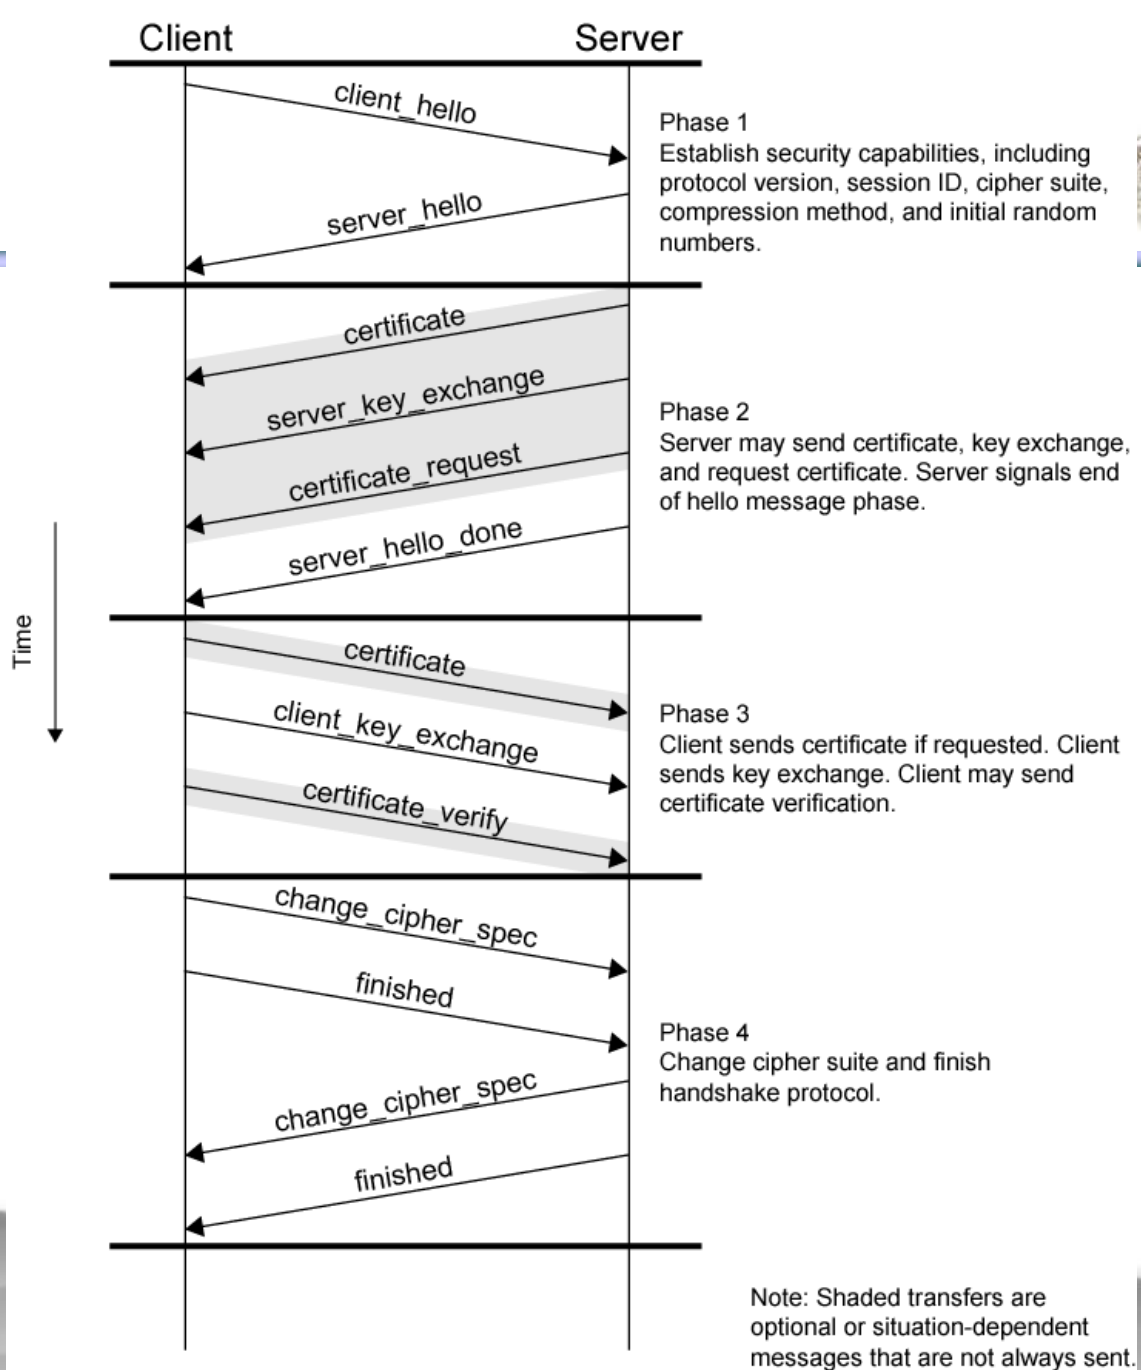 Client
Server
client_hello
server_hello
Phase 1
Establish security capabilities, including
protocol version, session ID, cipher suite,
compression method, and initial random
numbers.
certificate
server_key_exchange
certificate_request
server_hello_done
Phase 2
Server may send certificate, key exchange,
and request certificate. Server signals end
of hello message phase.
Time
certificate
client_key_exchange
certificate_verify
Phase 3
Client sends certificate if requested. Client
sends key exchange. Client may send
certificate verification.
change_cipher_spec
finished
change_cipher_spec
finished
Phase 4
Change cipher suite and finish
handshake protocol.
Note: Shaded transfers are
optional or situation-dependent
messages that are not always sent.